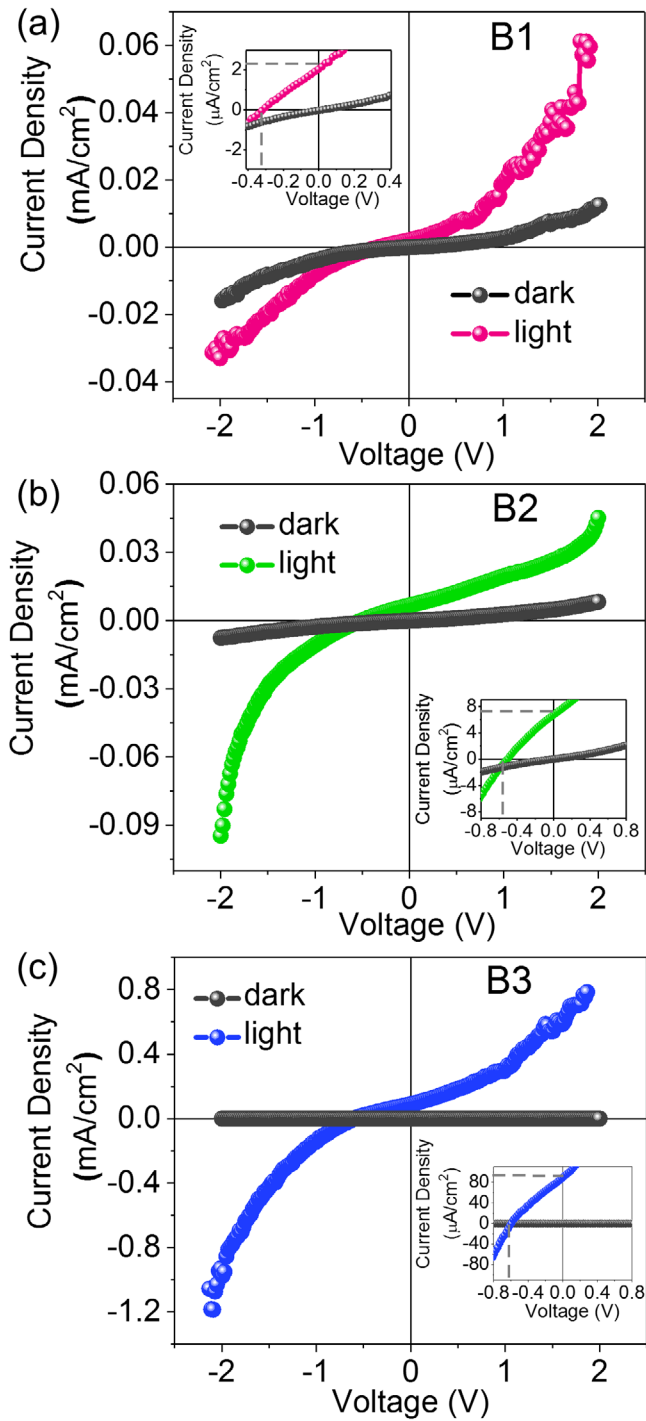 (a)
B1
0.06
0.04
0.02
0.00
-0.02
-0.04
Current Density
(mA/cm²)
-2
-1
0
1
2
Voltage (V)
dark
light
Current Density
(μA/cm²)
2
0
-2
-0.4
-0.2
0.0
0.2
0.4
Voltage (V)
(b)
B2
0.06
0.03
0.00
-0.03
-0.06
-0.09
Current Density
(mA/cm²)
-2
-1
0
1
2
Voltage (V)
dark
light
Current Density
(μA/cm²)
8
4
0
-4
-8
-0.8
-0.4
0.0
0.4
0.8
Voltage (V)
(c)
B3
0.8
0.4
0.0
-0.4
-0.8
-1.2
Current Density
(mA/cm²)
-2
-1
0
1
2
Voltage (V)
dark
light
Current Density
(μA/cm²)
80
40
0
-40
-80
-0.8
-0.4
0.0
0.4
0.8
Voltage (V)